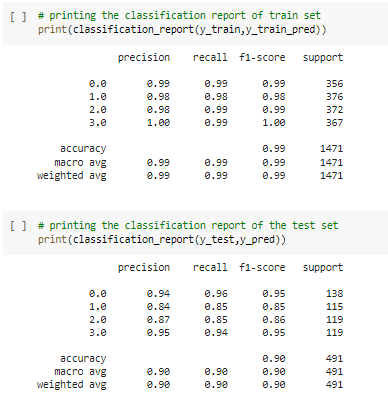 [ ] # printing the classification report of train set
print(classification_report(y_train,y_train_pred))
precision recall f1-score support
0.0 0.99 0.99 0.99 356
1.0 0.98 0.98 0.98 376
2.0 0.98 0.99 0.99 372
3.0 1.00 0.99 1.00 367
accuracy 0.99 1471
macro avg 0.99 0.99 0.99 1471
weighted avg 0.99 0.99 0.99 1471
[ ] # printing the classification report of the test set
print(classification_report(y_test,y_pred))
precision recall f1-score support
0.0 0.94 0.96 0.95 138
1.0 0.84 0.85 0.85 115
2.0 0.87 0.85 0.86 119
3.0 0.95 0.94 0.95 119
accuracy 0.90 491
macro avg 0.90 0.90 0.90 491
weighted avg 0.90 0.90 0.90 491